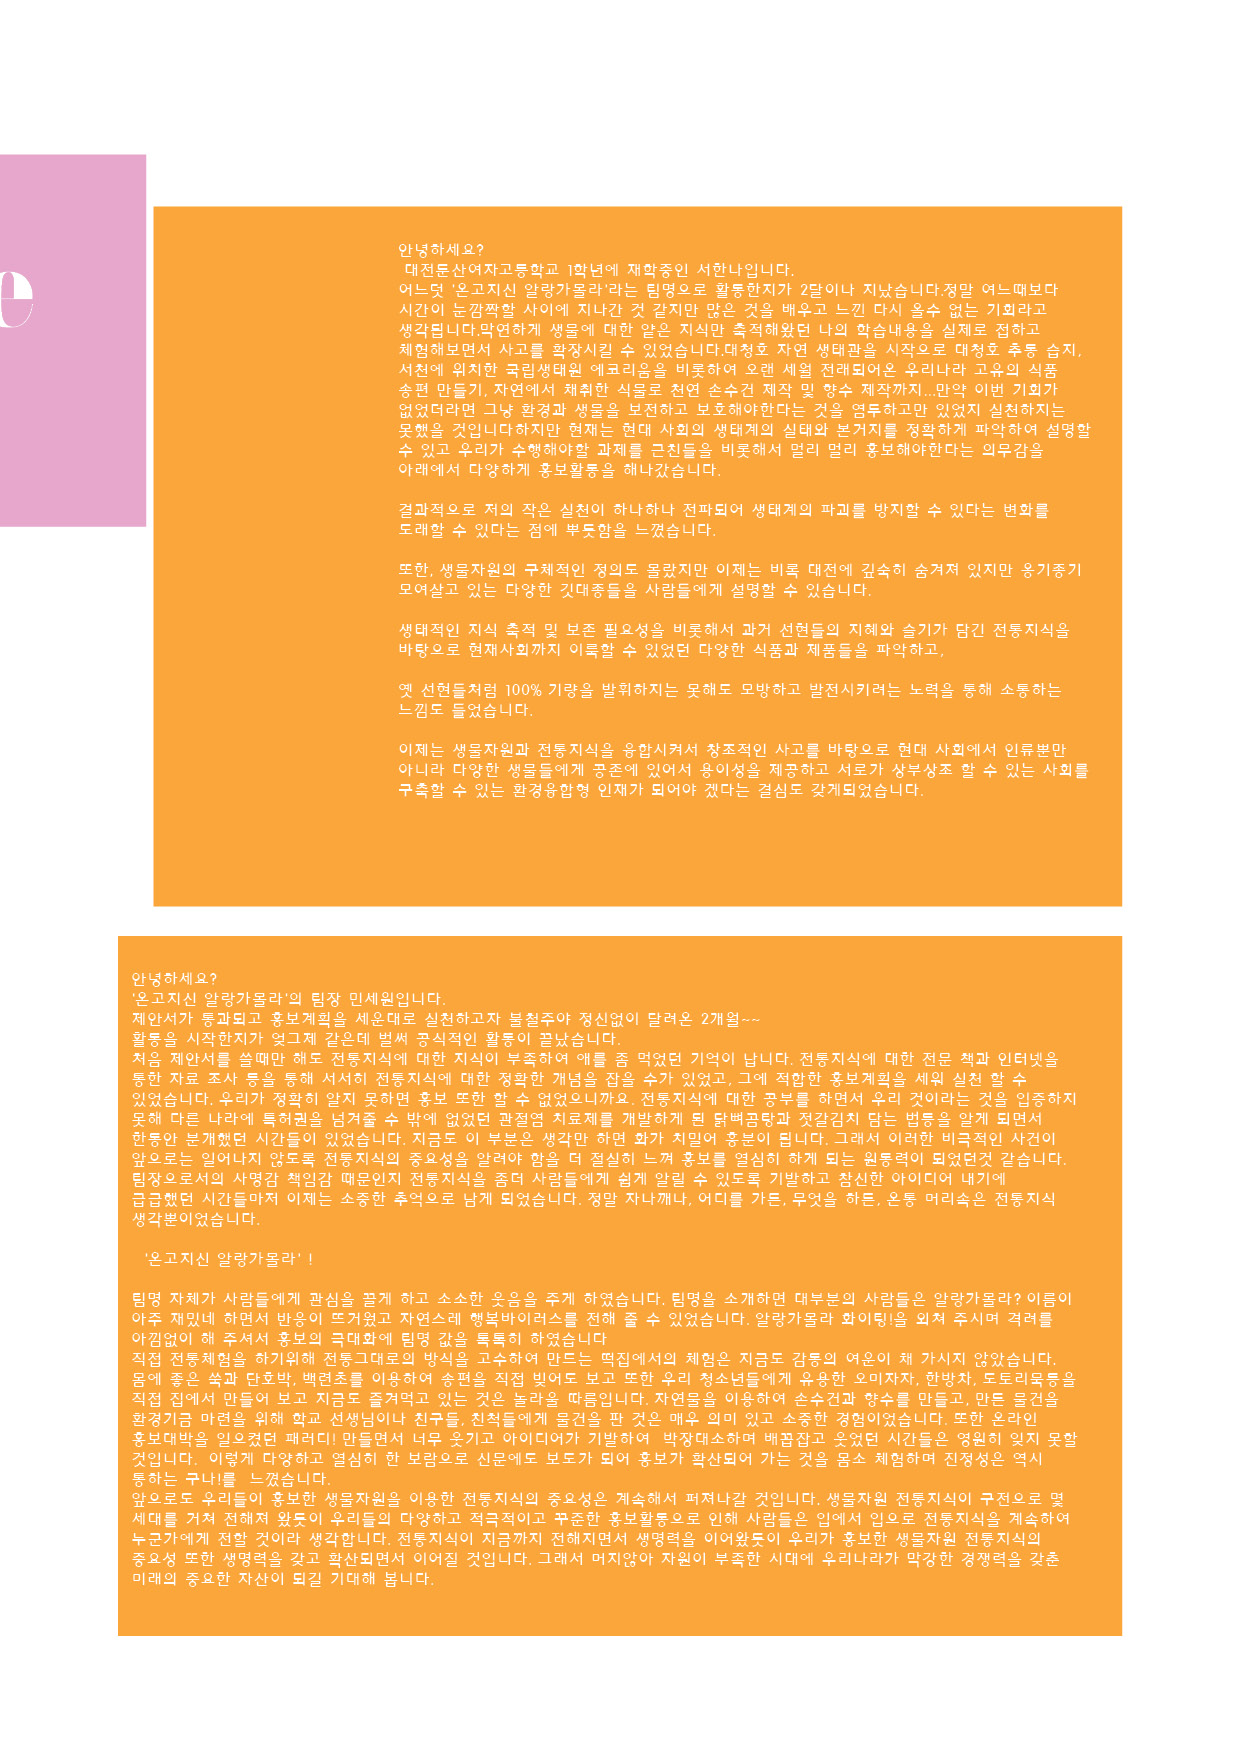 e
안녕하세요?
대전둔산여자고등학교 1학년에 재학중인 서한나입니다.
어느덧 '온고지신 알랑가몰라'라는 팀명으로 활동한지가 2달이나 지났습니다.정말 여느때보다
시간이 눈깜짝할 사이에 지나간 것 같지만 많은 것을 배우고 느낀 다시 올수 없는 기회라고
생각됩니다.막연하게 생물에 대한 얕은 지식만 축적해왔던 나의 학습내용을 실제로 접하고
체험해보면서 사고를 확장시킬 수 있었습니다.대청호 자연 생태관을 시작으로 대청호 추동 습지,
서천에 위치한 국립생태원 에코리움을 비롯하여 오랜 세월 전래되어온 우리나라 고유의 식품
송편 만들기, 자연에서 채취한 식물로 천연 손수건 제작 및 향수 제작까지...만약 이번 기회가
없었더라면 그냥 환경과 생물을 보전하고 보호해야한다는 것을 염두하고만 있었지 실천하지는
못했을 것입니다하지만 현재는 현대 사회의 생태계의 실태와 본거지를 정확하게 파악하여 설명할
수 있고 우리가 수행해야할 과제를 근친들을 비롯해서 멀리 멀리 홍보해야한다는 의무감을
아래에서 다양하게 홍보활동을 해나갔습니다.
결과적으로 저의 작은 실천이 하나하나 전파되어 생태계의 파괴를 방지할 수 있다는 변화를
도래할 수 있다는 점에 뿌듯함을 느꼈습니다.
또한, 생물자원의 구체적인 정의도 몰랐지만 이제는 비록 대전에 깊숙히 숨겨져 있지만 옹기종기
모여살고 있는 다양한 깃대종들을 사람들에게 설명할 수 있습니다.
생태적인 지식 축적 및 보존 필요성을 비롯해서 과거 선현들의 지혜와 슬기가 담긴 전통지식을
바탕으로 현재사회까지 이룩할 수 있었던 다양한 식품과 제품들을 파악하고,
옛 선현들처럼 100% 기량을 발휘하지는 못해도 모방하고 발전시키려는 노력을 통해 소통하는
느낌도 들었습니다.
이제는 생물자원과 전통지식을 융합시켜서 창조적인 사고를 바탕으로 현대 사회에서 인류뿐만
아니라 다양한 생물들에게 공존에 있어서 용이성을 제공하고 서로가 상부상조 할 수 있는 사회를
구축할 수 있는 환경융합형 인재가 되어야 겠다는 결심도 갖게되었습니다.
안녕하세요?
'온고지신 알랑가몰라'의 팀장 민세원입니다.
제안서가 통과되고 홍보계획을 세운대로 실천하고자 불철주야 정신없이 달려온 2개월~~
활동을 시작한지가 엊그제 같은데 벌써 공식적인 활동이 끝났습니다.
처음 제안서를 쓸때만 해도 전통지식에 대한 지식이 부족하여 애를 좀 먹었던 기억이 납니다. 전통지식에 대한 전문 책과 인터넷을
통한 자료 조사 등을 통해 서서히 전통지식에 대한 정확한 개념을 잡을 수가 있었고, 그에 적합한 홍보계획을 세워 실천 할 수
있었습니다. 우리가 정확히 알지 못하면 홍보 또한 할 수 없었으니까요. 전통지식에 대한 공부를 하면서 우리 것이라는 것을 입증하지
못해 다른 나라에 특허권을 넘겨줄 수 밖에 없었던 관절염 치료제를 개발하게 된 닭뼈곰탕과 젓갈김치 담는 법등을 알게 되면서
한동안 분개했던 시간들이 있었습니다. 지금도 이 부분은 생각만 하면 화가 치밀어 흥분이 됩니다. 그래서 이러한 비극적인 사건이
앞으로는 일어나지 않도록 전통지식의 중요성을 알려야 함을 더 절실히 느껴 홍보를 열심히 하게 되는 원동력이 되었던것 같습니다.
팀장으로서의 사명감 책임감 때문인지 전통지식을 좀더 사람들에게 쉽게 알릴 수 있도록 기발하고 참신한 아이디어 내기에
급급했던 시간들마저 이제는 소중한 추억으로 남게 되었습니다. 정말 자나깨나, 어디를 가든, 무엇을 하든, 온통 머리속은 전통지식
생각뿐이었습니다.
'온고지신 알랑가몰라' !
팀명 자체가 사람들에게 관심을 끌게 하고 소소한 웃음을 주게 하였습니다. 팀명을 소개하면 대부분의 사람들은 알랑가몰라? 이름이
아주 재밌네 하면서 반응이 뜨거웠고 자연스레 행복바이러스를 전해 줄 수 있었습니다. 알랑가몰라 화이팅!을 외쳐 주시며 격려를
아낌없이 해 주셔서 홍보의 극대화에 팀명 값을 톡톡히 하였습니다
직접 전통체험을 하기위해 전통그대로의 방식을 고수하여 만드는 떡집에서의 체험은 지금도 감동의 여운이 채 가시지 않았습니다.
몸에 좋은 쑥과 단호박, 백련초를 이용하여 송편을 직접 빚어도 보고 또한 우리 청소년들에게 유용한 오미자차, 한방차, 도토리묵등을
직접 집에서 만들어 보고 지금도 즐겨먹고 있는 것은 놀라울 따름입니다. 자연물을 이용하여 손수건과 향수를 만들고, 만든 물건을
환경기금 마련을 위해 학교 선생님이나 친구들, 친척들에게 물건을 판 것은 매우 의미 있고 소중한 경험이었습니다. 또한 온라인
홍보대박을 일으켰던 패러디! 만들면서 너무 웃기고 아이디어가 기발하여 박장대소하며 배꼽잡고 웃었던 시간들은 영원히 잊지 못할
것입니다. 이렇게 다양하고 열심히 한 보람으로 신문에도 보도가 되어 홍보가 확산되어 가는 것을 몸소 체험하며 진정성은 역시
통하는 구나!를 느꼈습니다.
앞으로도 우리들이 홍보한 생물자원을 이용한 전통지식의 중요성은 계속해서 퍼져나갈 것입니다. 생물자원 전통지식이 구전으로 몇
세대를 거쳐 전해져 왔듯이 우리들의 다양하고 적극적이고 꾸준한 홍보활동으로 인해 사람들은 입에서 입으로 전통지식을 계속하여
누군가에게 전할 것이라 생각합니다. 전통지식이 지금까지 전해지면서 생명력을 이어왔듯이 우리가 홍보한 생물자원 전통지식의
중요성 또한 생명력을 갖고 확산되면서 이어질 것입니다. 그래서 머지않아 자원이 부족한 시대에 우리나라가 막강한 경쟁력을 갖춘
미래의 중요한 자산이 되길 기대해 봅니다.